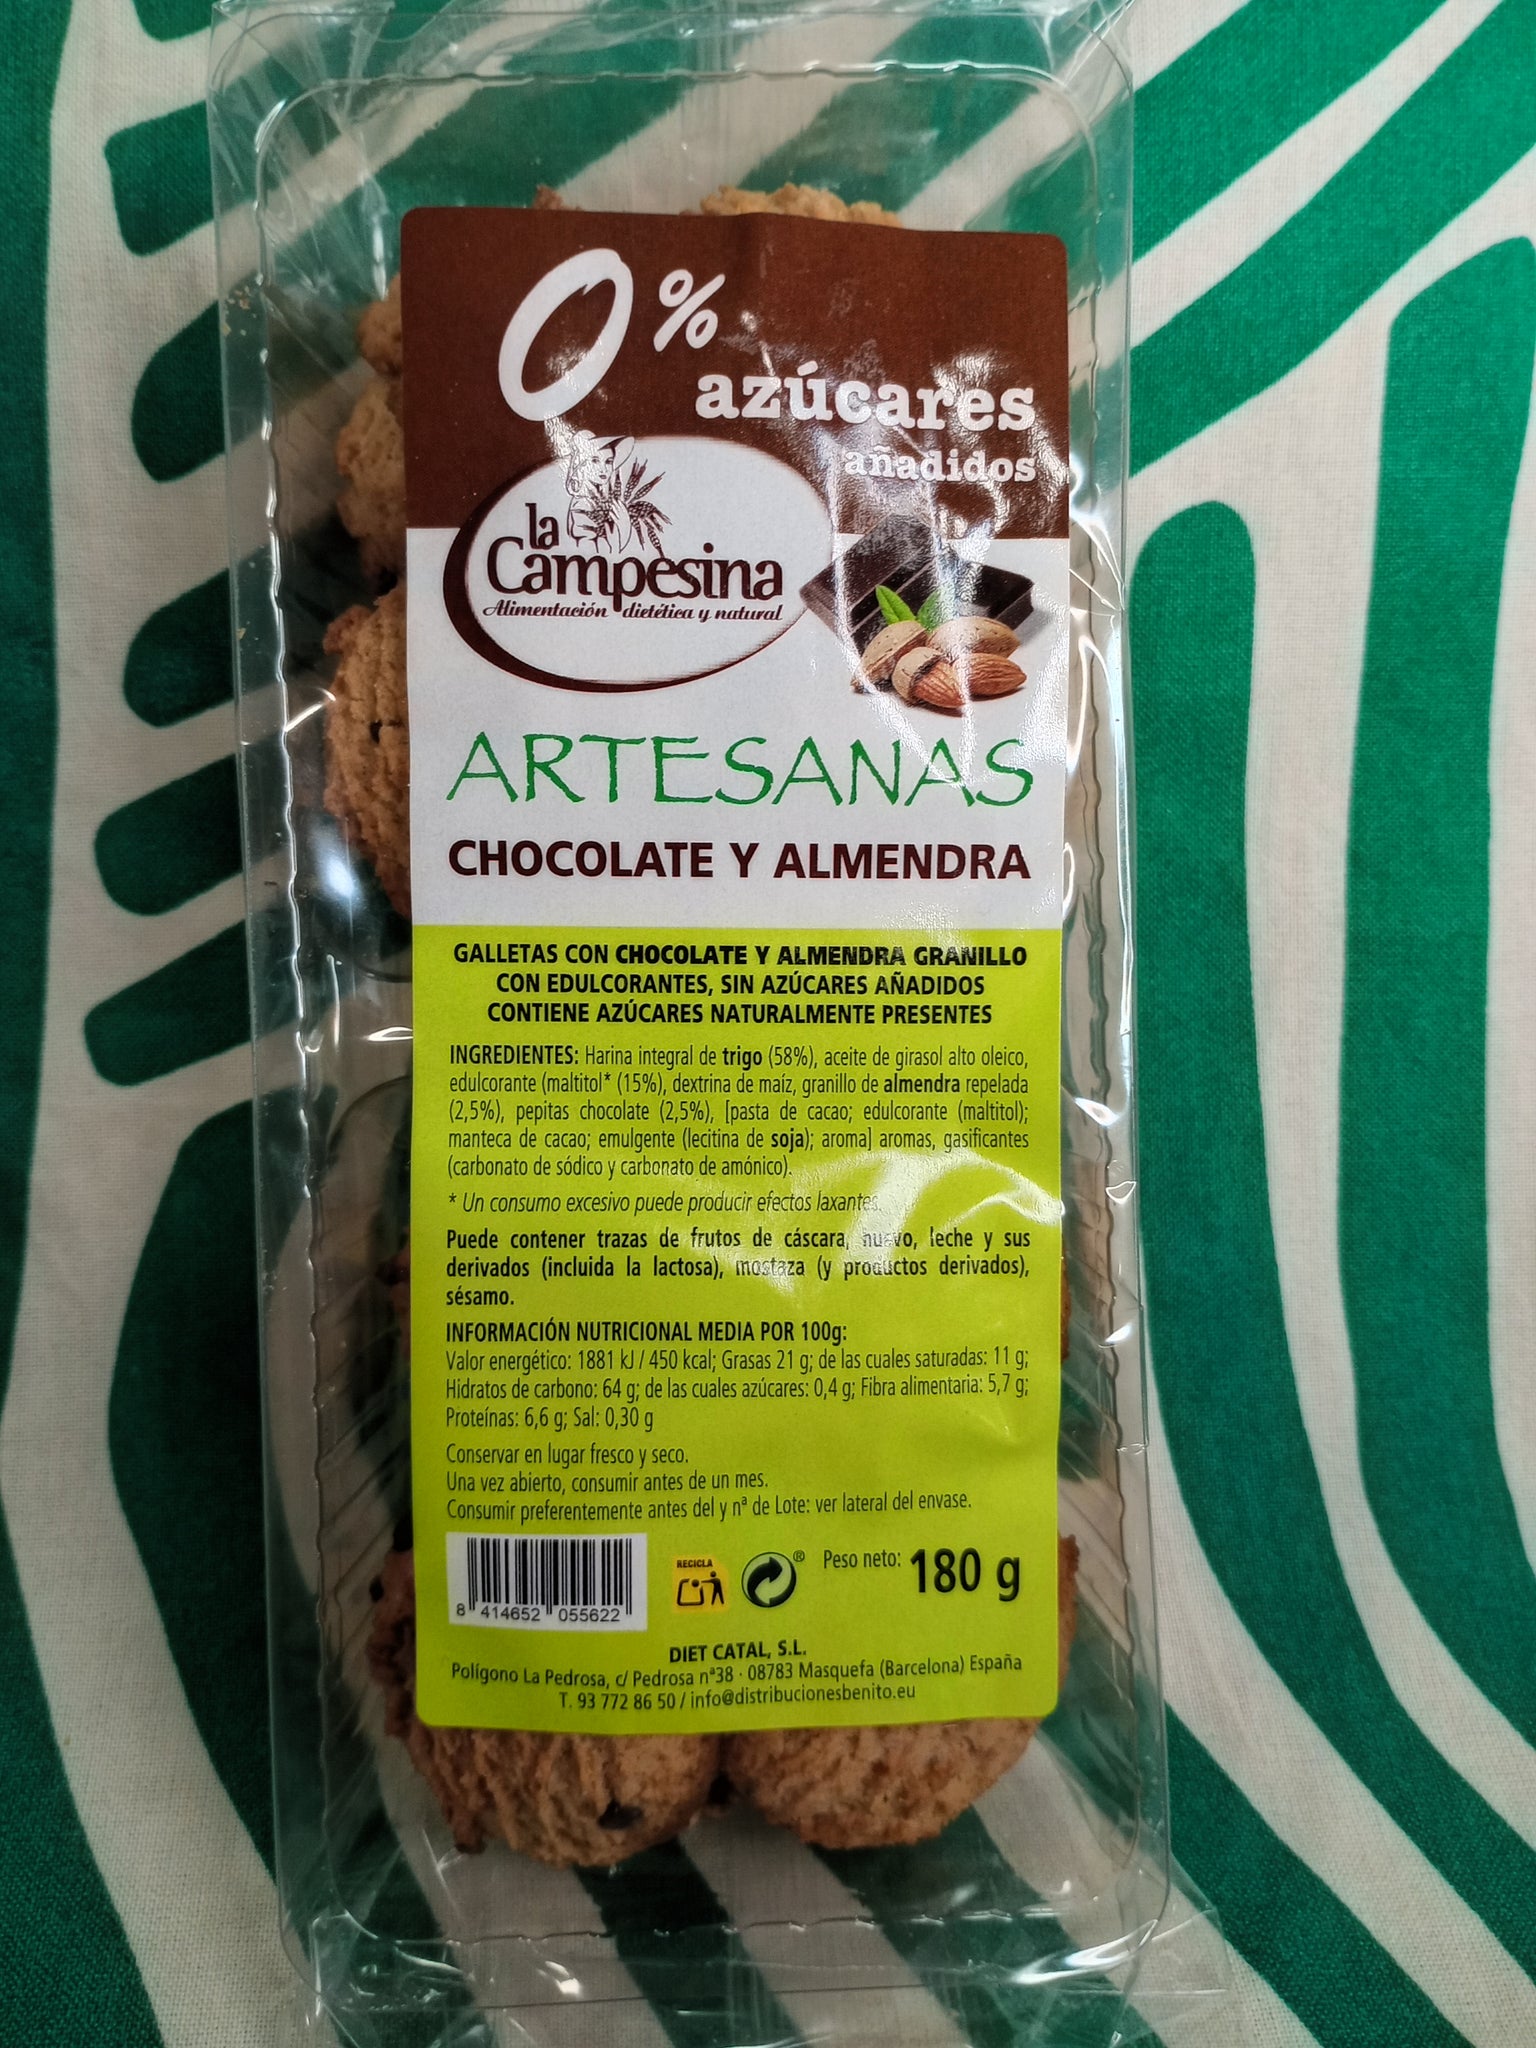 0%
azúcares
añadidos
la
Campesina
Alimentación dietética y natural
ARTESANAS
CHOCOLATE Y ALMENDRA
GALLETAS CON CHOCOLATE Y ALMENDRA GRANILLO
CON EDULCORANTES, SIN AZÚCARES AÑADIDOS
CONTIENE AZÚCARES NATURALMENTE PRESENTES
INGREDIENTES: Harina integral de trigo (58%), aceite de girasol alto oleico,
edulcorante (maltitol* (15%), dextrina de maíz, granillo de almendra repelada
(2,5%), pepitas chocolate (2,5%), [pasta de cacao; edulcorante (maltitol);
manteca de cacao; emulgente (lecitina de soja); aroma] aromas, gasificantes
(carbonato de sódico y carbonato de amónico).
* Un consumo excesivo puede producir efectos laxantes.
Puede contener trazas de frutos de cáscara, huevo, leche y sus
derivados (incluida la lactosa), mostaza (y productos derivados),
sésamo.
INFORMACIÓN NUTRICIONAL MEDIA POR 100g:
Valor energético: 1881 kJ / 450 kcal; Grasas 21 g; de las cuales saturadas: 11 g;
Hidratos de carbono: 64 g; de las cuales azúcares: 0,4 g; Fibra alimentaria: 5,7 g;
Proteínas: 6,6 g; Sal: 0,30 g
Conservar en lugar fresco y seco.
Una vez abierto, consumir antes de un mes.
Consumir preferentemente antes del y nª de Lote: ver lateral del envase.
8 414652 055622
RECICLA
®
Peso neto: 180 g
DIET CATAL, S.L.
Polígono La Pedrosa, c/ Pedrosa nª38 · 08783 Masquefa (Barcelona) España
T. 93 772 86 50 / info@distribucionesbenito.eu